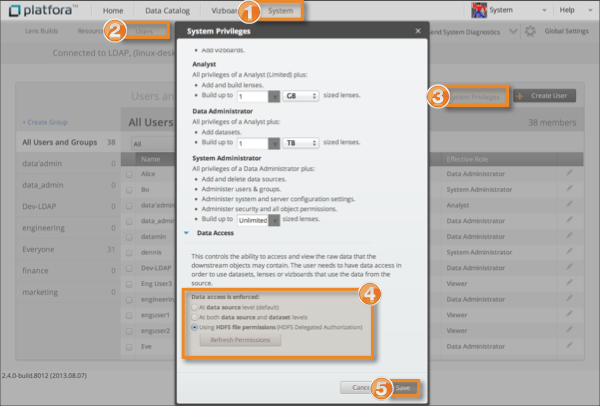 platfora™ Home Data Catalog Vizbo 1 System System Help
Lens Builds Resource 2 Users end System Diagnostics Global Settings
Connected to LDAP, (linux-desk
System Privileges ×
Add vizboards.
Analyst
All privileges of a Analyst (Limited) plus:
Add and build lenses.
Build up to 1 GB sized lenses.
Data Administrator
All privileges of a Analyst plus:
Add datasets.
Build up to 1 TB sized lenses.
System Administrator
All privileges of a Data Administrator plus:
Add and delete data sources.
Administer users & groups.
Administer system and server configuration settings.
Administer security and all object permissions.
Build up to Unlimited sized lenses.
Data Access
This controls the ability to access and view the raw data that the
downstream objects may contain. The user needs to have data access in
order to use datasets, lenses or vizboards that use the data from the
source.
4
Data access is enforced:
At data source level (default)
At both data source and dataset levels
Using HDFS file permissions (HDFS Delegated Authorization)
Refresh Permissions
Cance 5 Save
Users an
3 System Privileges + Create User
+ Create Group
All Users and Groups 38
data'admin 0
data_admin 0
Dev-LDAP 0
engineering 0
Everyone 31
finance 0
marketing 0
All Users 38 members
All
Name Effective Role
Alice Data Administrator
Bo System Administrator
data'admin Analyst
data_admin Data Administrator
datamin Data Administrator
dennis System Administrator
Dev-LDAP Data Administrator
Eng User3 Viewer
engineering Data Administrator
enguser1 Viewer
enguser2 Viewer
Eve Data Administrator
2.4.0-build.8012 (2013.08.07)